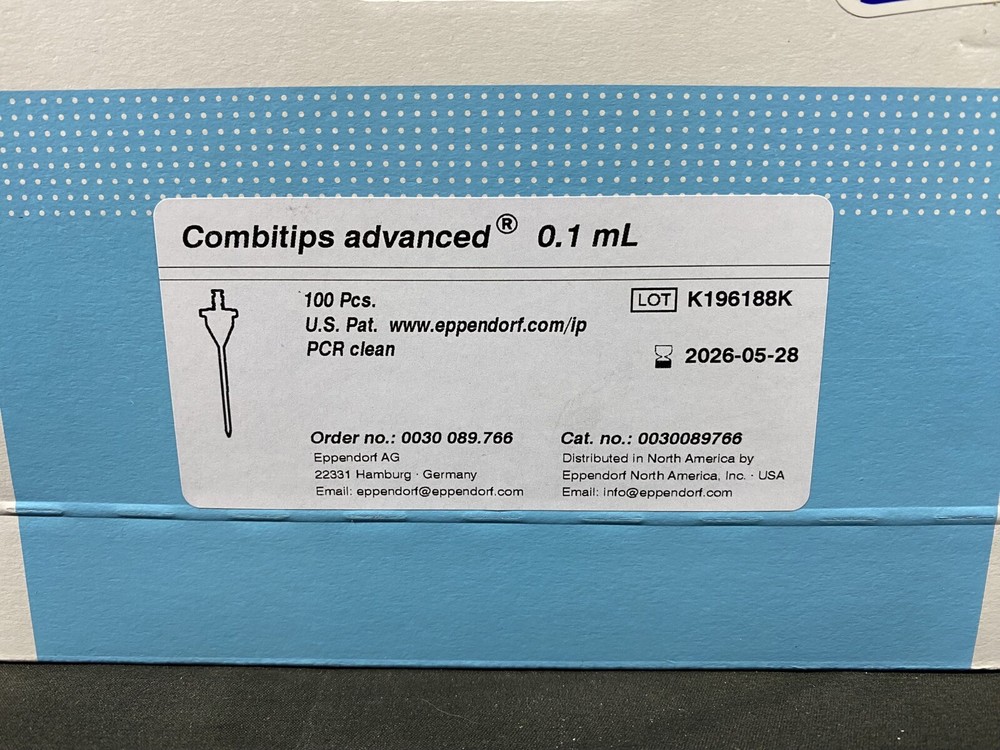 Combitips advanced® 0.1 mL
100 Pcs.
U.S. Pat. www.eppendorf.com/ip
PCR clean
LOT K196188K
2026-05-28
Order no.: 0030 089.766
Eppendorf AG
22331 Hamburg · Germany
Email: eppendorf@eppendorf.com
Cat. no.: 0030089766
Distributed in North America by
Eppendorf North America, Inc. · USA
Email: info@eppendorf.com